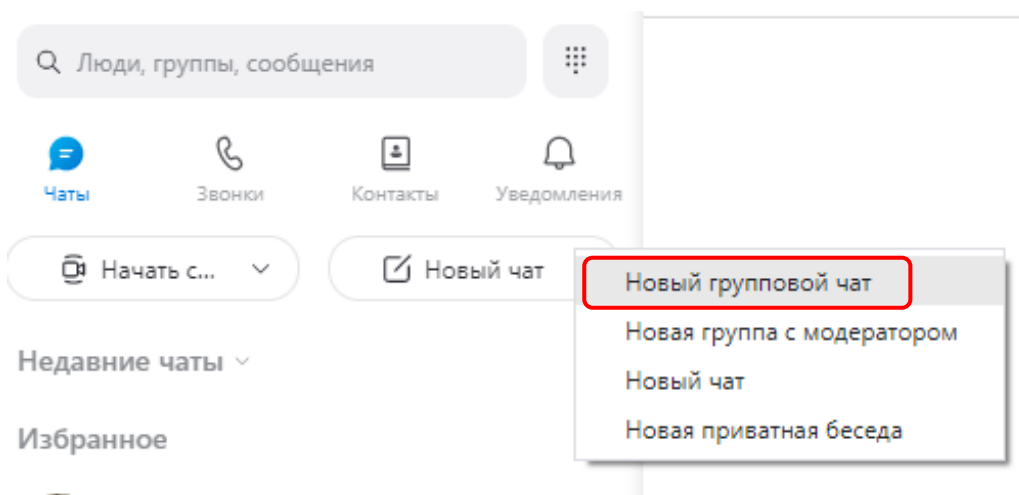 Люди, группы, сообщения
Чаты
Звонки
Контакты
Уведомления
Начать с...
Новый чат
Новый групповой чат
Новая группа с модератором
Новый чат
Новая приватная беседа
Недавние чаты
Избранное